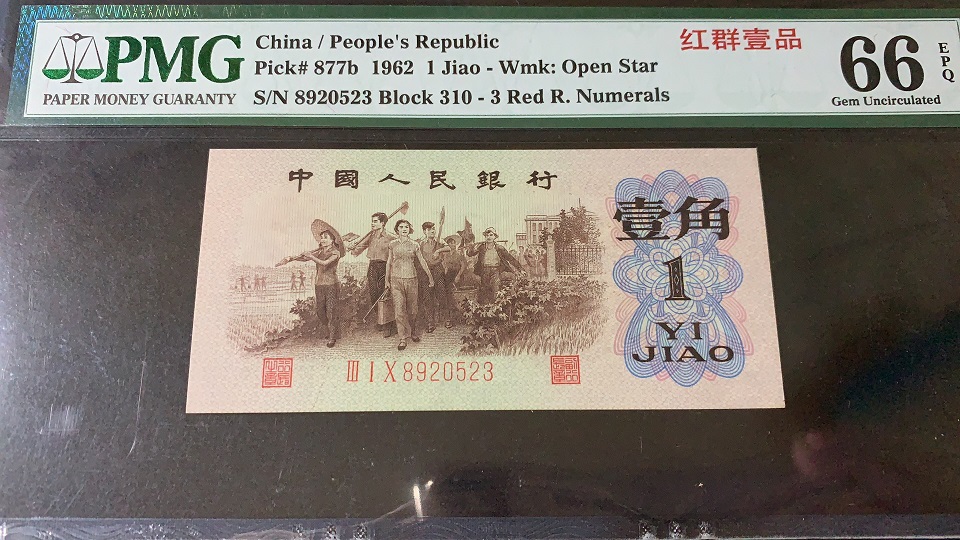 PMG
PAPER MONEY GUARANTY
China / People's Republic
Pick# 877b 1962 1 Jiao - Wmk: Open Star
S/N 8920523 Block 310 - 3 Red R. Numerals
红群壹品
66
EPQ
Gem Uncirculated
中國人民銀行
壹角
1
YI
JIAO
III I X 8920523